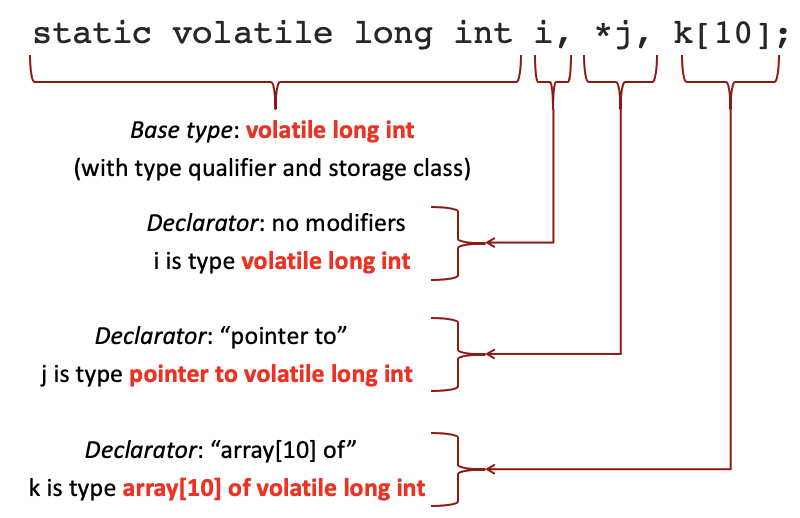 static volatile long int i, *j, k[10];
Base type: volatile long int
(with type qualifier and storage class)
Declarator: no modifiers
i is type volatile long int
Declarator: “pointer to”
j is type pointer to volatile long int
Declarator: “array[10] of”
k is type array[10] of volatile long int